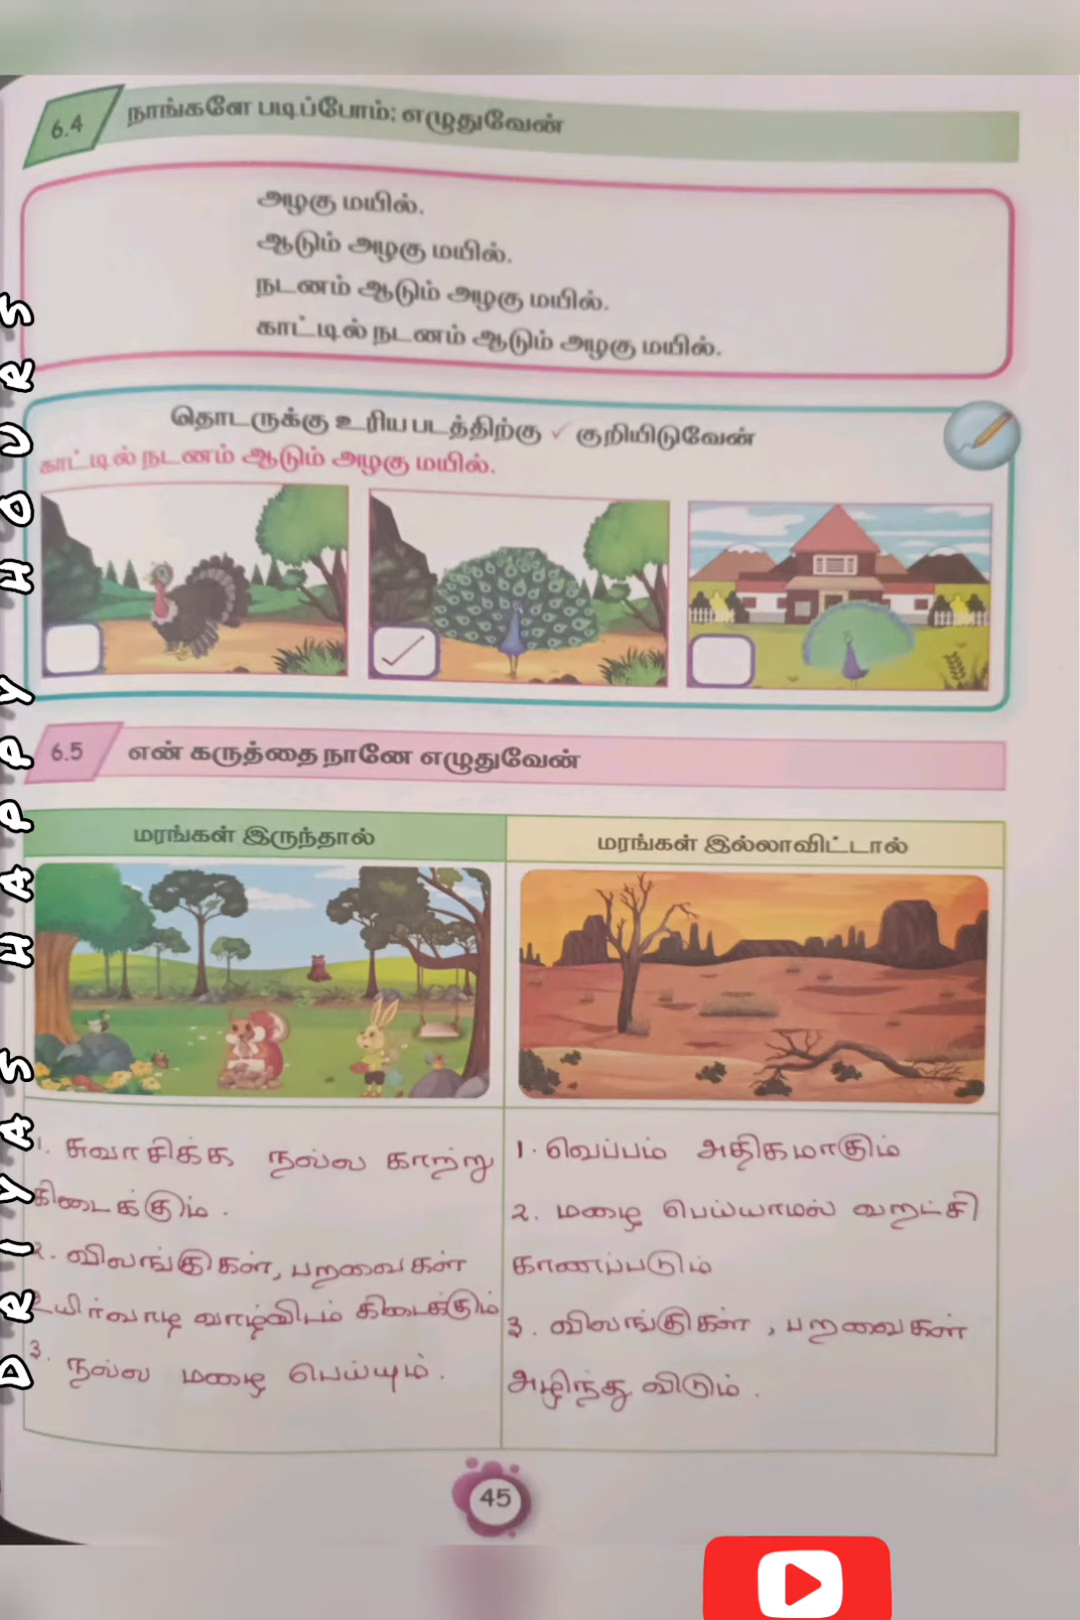 6.4 நாங்களே படிப்போம்; எழுதுவேன்
அழகு மயில்.
ஆடும் அழகு மயில்.
நடனம் ஆடும் அழகு மயில்.
காட்டில் நடனம் ஆடும் அழகு மயில்.
தொடருக்கு உரிய படத்திற்கு ✓ குறியிடுவேன்
காட்டில் நடனம் ஆடும் அழகு மயில்.
6.5 என் கருத்தை நானே எழுதுவேன்
மரங்கள் இருந்தால்
1. சுவாசிக்க நல்ல காற்று
கிடைக்கும்.
2. விலங்குகள், பறவைகள்
உயிர்வாழ வாழ்விடம் கிடைக்கும்
3. நல்ல மழை பெய்யும்.
மரங்கள் இல்லாவிட்டால்
1. வெப்பம் அதிகமாகும்
2. மழை பெய்யாமல் வறட்சி
காணப்படும்
3. விலங்குகள், பறவைகள்
அழிந்து விடும்.
45
DRIYAS HAPPY HOURS